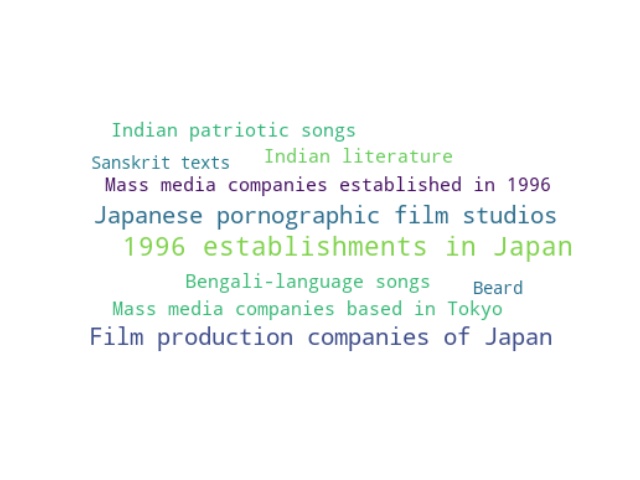 Indian patriotic songs
Sanskrit texts Indian literature
Mass media companies established in 1996
Japanese pornographic film studios
1996 establishments in Japan
Bengali-language songs Beard
Mass media companies based in Tokyo
Film production companies of Japan